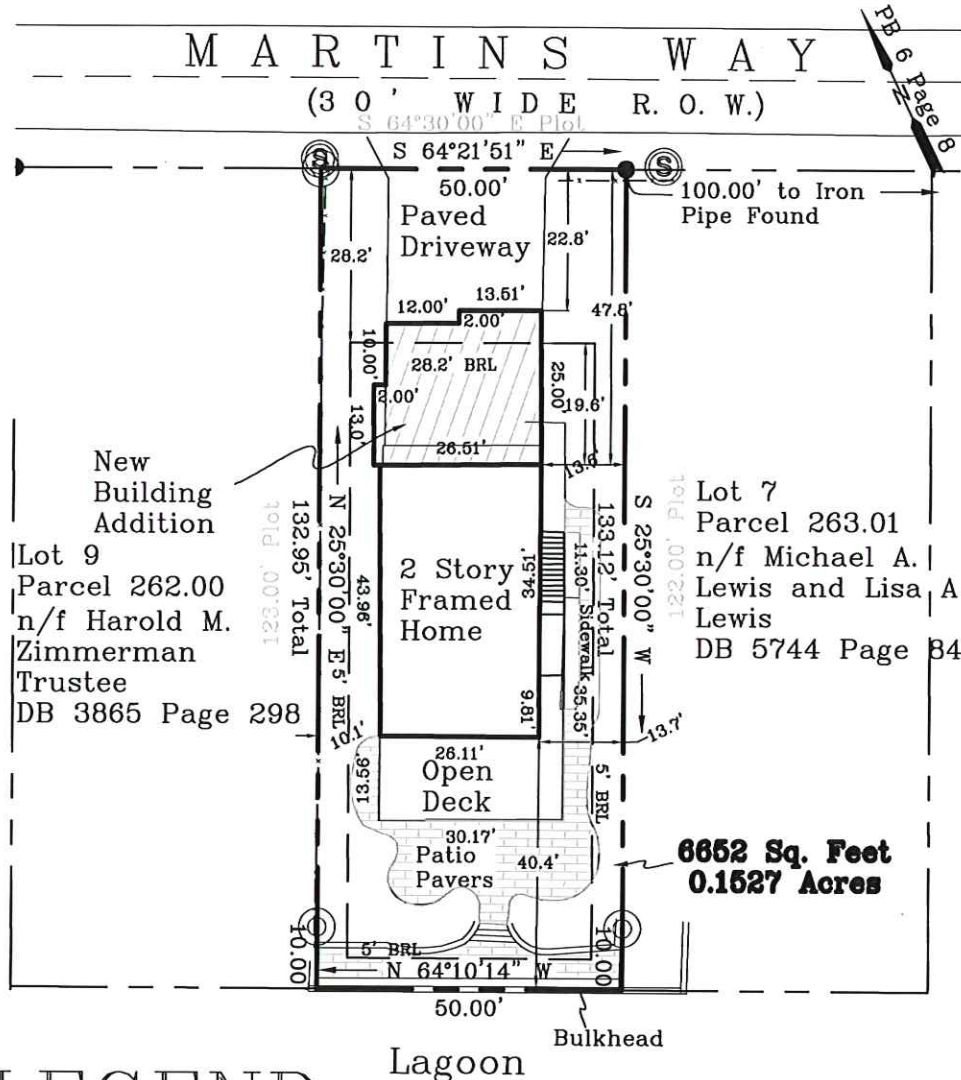 MARTINS WAY
(30' WIDE R.O.W.)
PB 6 Page 8
N
S 64°30'00" E Plot
S 64°21'51" E
S
S
50.00'
100.00' to Iron
Pipe Found
Paved
Driveway
28.2'
22.8'
47.8'
12.00'
13.51'
2.00'
10.00'
28.2' BRL
2.00'
25.00'
19.6'
13.0'
26.51'
13.6'
New
Building
Addition
Lot 9
Parcel 262.00
n/f Harold M.
Zimmerman
Trustee
DB 3865 Page 298
123.00' Plot
132.95' Total
N 25°30'00" E
5' BRL
43.96'
2 Story
Framed
Home
34.51'
11.30' Sidewalk
35.35'
9.81'
133.12' Total
S 25°30'00" W
122.00' Plot
Lot 7
Parcel 263.01
n/f Michael A.
Lewis and Lisa A
Lewis
DB 5744 Page 84
10.1'
13.7'
26.11'
Open
Deck
13.56'
5' BRL
30.17'
Patio
Pavers
40.4'
6652 Sq. Feet
0.1527 Acres
10.00'
5' BRL
10.00'
N 64°10'14" W
50.00'
Bulkhead
Lagoon
LEGEND